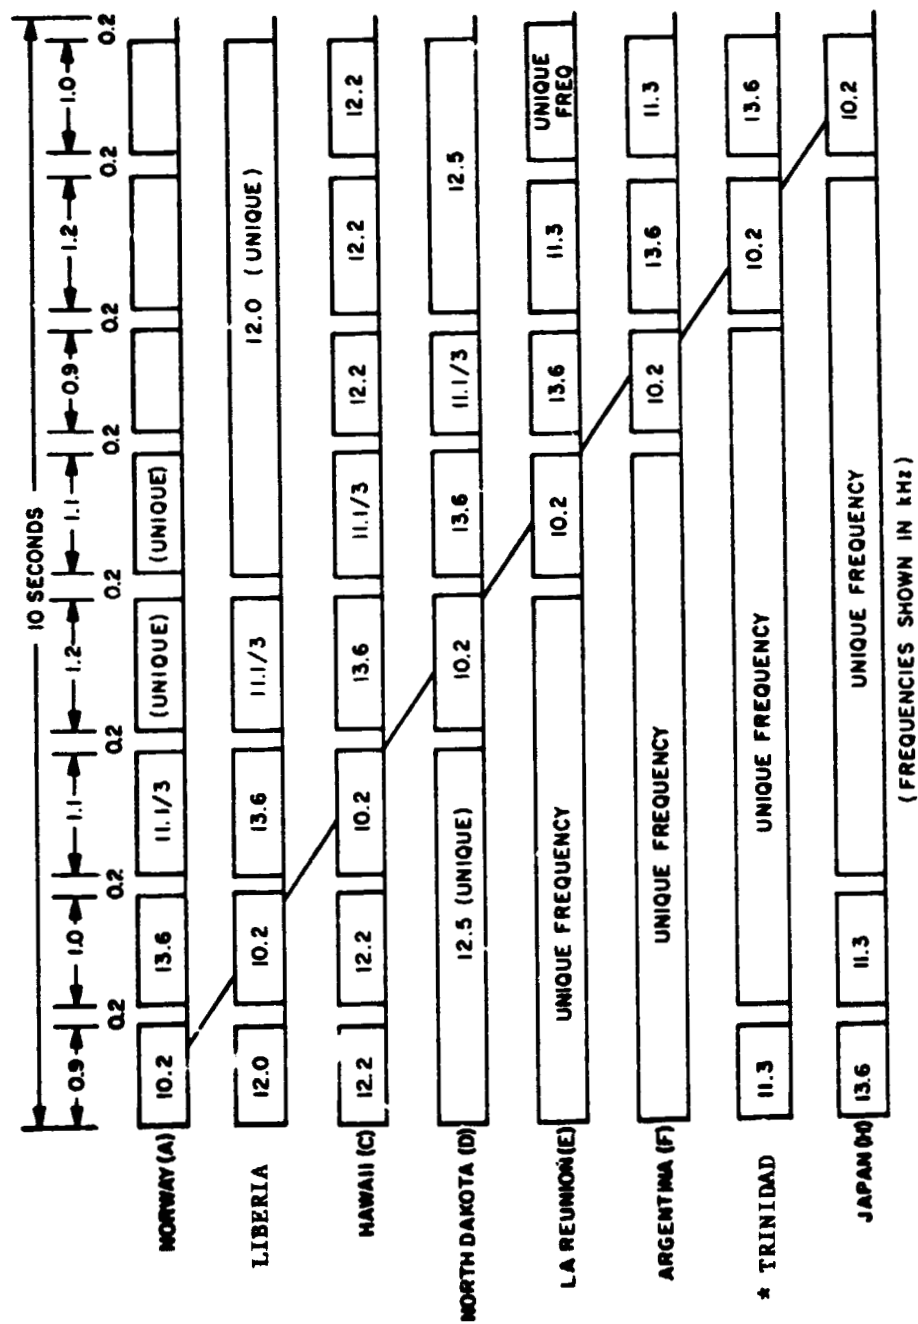 10 SECONDS
0.9 1.0 1.1 1.2 1.1 0.9 1.2 1.0
0.2 0.2 0.2 0.2 0.2 0.2 0.2 0.2
NORWAY (A) 10.2 13.6 11.1/3 (UNIQUE) (UNIQUE)
LIBERIA 12.0 10.2 13.6 11.1/3 12.0 (UNIQUE)
HAWAII (C) 12.2 12.2 10.2 13.6 11.1/3 12.2 12.2 12.2
NORTH DAKOTA (D) 12.5 (UNIQUE) 10.2 13.6 11.1/3 12.5
LA REUNION (E) UNIQUE FREQUENCY 10.2 13.6 11.3 UNIQUE FREQ
ARGENTINA (F) UNIQUE FREQUENCY 10.2 13.6 11.3
* TRINIDAD 11.3 UNIQUE FREQUENCY 10.2 13.6
JAPAN (H) 13.6 11.3 UNIQUE FREQUENCY 10.2
(FREQUENCIES SHOWN IN kHz)